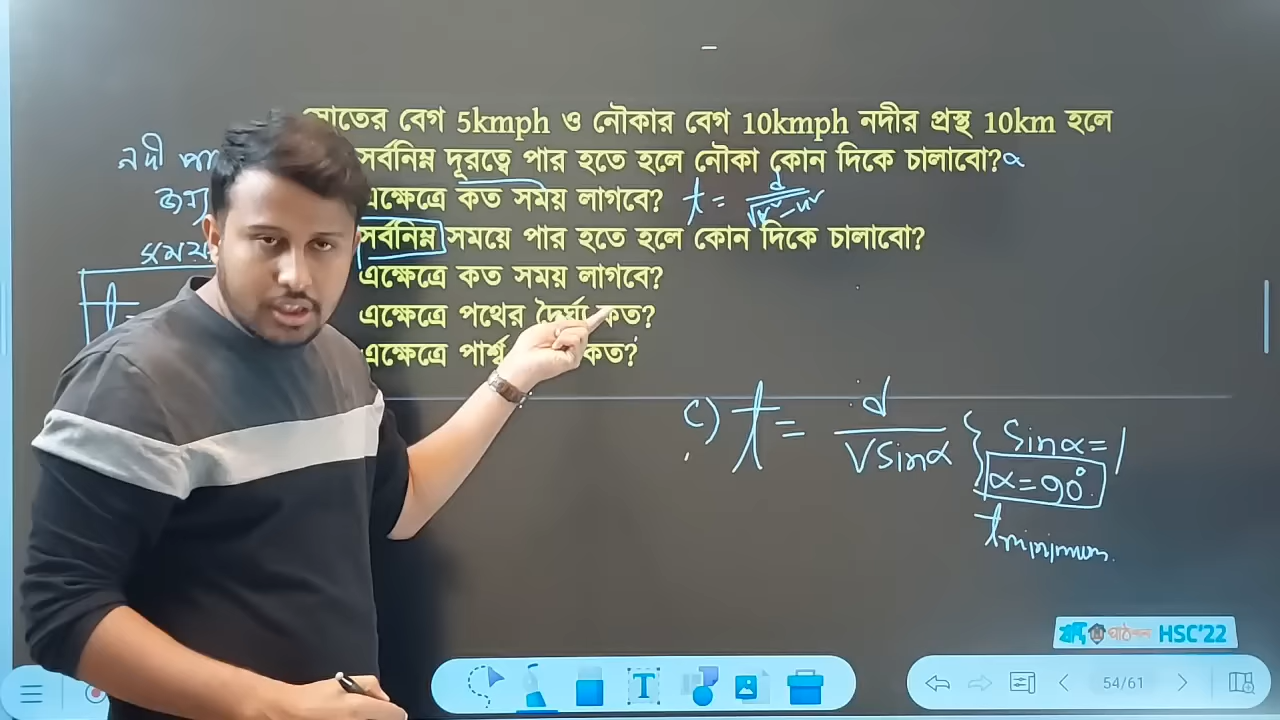 স্রোতের বেগ 5kmph ও নৌকার বেগ 10kmph নদীর প্রস্থ 10km হলে
সর্বনিম্ন দূরত্বে পার হতে হলে নৌকা কোন দিকে চালাবো? α
এক্ষেত্রে কত সময় লাগবে? t = d/√v²-u²
সর্বনিম্ন সময়ে পার হতে হলে কোন দিকে চালাবো?
এক্ষেত্রে কত সময় লাগবে?
এক্ষেত্রে পথের দৈর্ঘ্য কত?
এক্ষেত্রে পার্শ্ব কত?
নদী
t =
c) t = d/vsinα
sinα=1
α=90°
tminimum
HSC'22
T
54/61